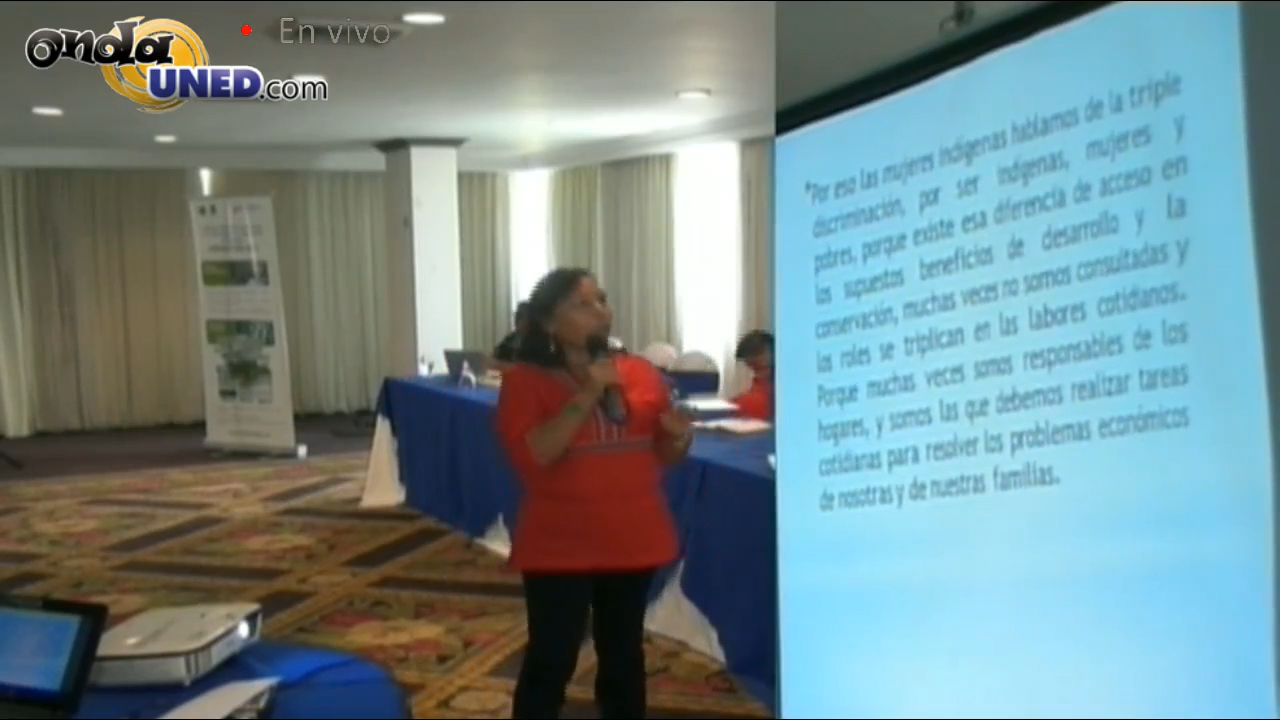 onda
UNED.com
En vivo
"Por eso las mujeres indígenas hablamos de la triple
discriminación, por ser indígenas, mujeres y
pobres, porque existe esa diferencia de acceso en
los supuestos beneficios de desarrollo y la
conservación, muchas veces no somos consultadas y
los roles se triplican en las labores cotidianos.
Porque muchas veces somos responsables de los
hogares, y somos las que debemos realizar tareas
cotidianas para resolver los problemas económicos
de nosotras y de nuestras familias.